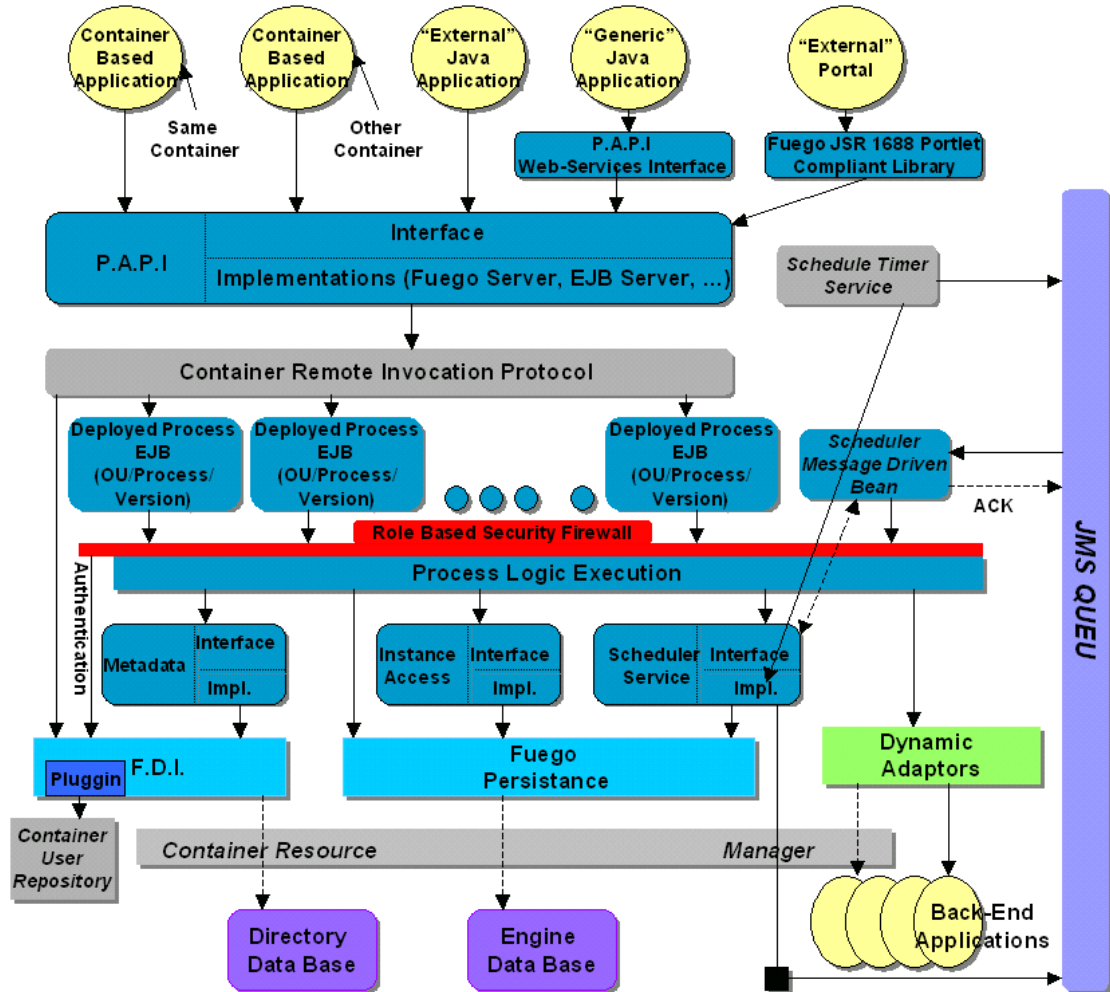 Container
Based
Application
Container
Based
Application
“External”
Java
Application
“Generic”
Java
Application
“External”
Portal
Same
Container
Other
Container
P.A.P.I
Web-Services Interface
Fuego JSR 1688 Portlet
Compliant Library
P.A.P.I
Interface
Implementations (Fuego Server, EJB Server, ...)
Schedule Timer
Service
Container Remote Invocation Protocol
Deployed Process
EJB
(OU/Process/
Version)
Deployed Process
EJB
(OU/Process/
Version)
Deployed Process
EJB
(OU/Process/
Version)
Scheduler
Message Driven
Bean
ACK
JMS QUEU
Role Based Security Firewall
Process Logic Execution
Authentication
Metadata
Interface
Impl.
Instance
Access
Interface
Impl.
Scheduler
Service
Interface
Impl.
F.D.I.
Pluggin
Fuego
Persistance
Dynamic
Adaptors
Container
User
Repository
Container Resource
Manager
Directory
Data Base
Engine
Data Base
Back-End
Applications